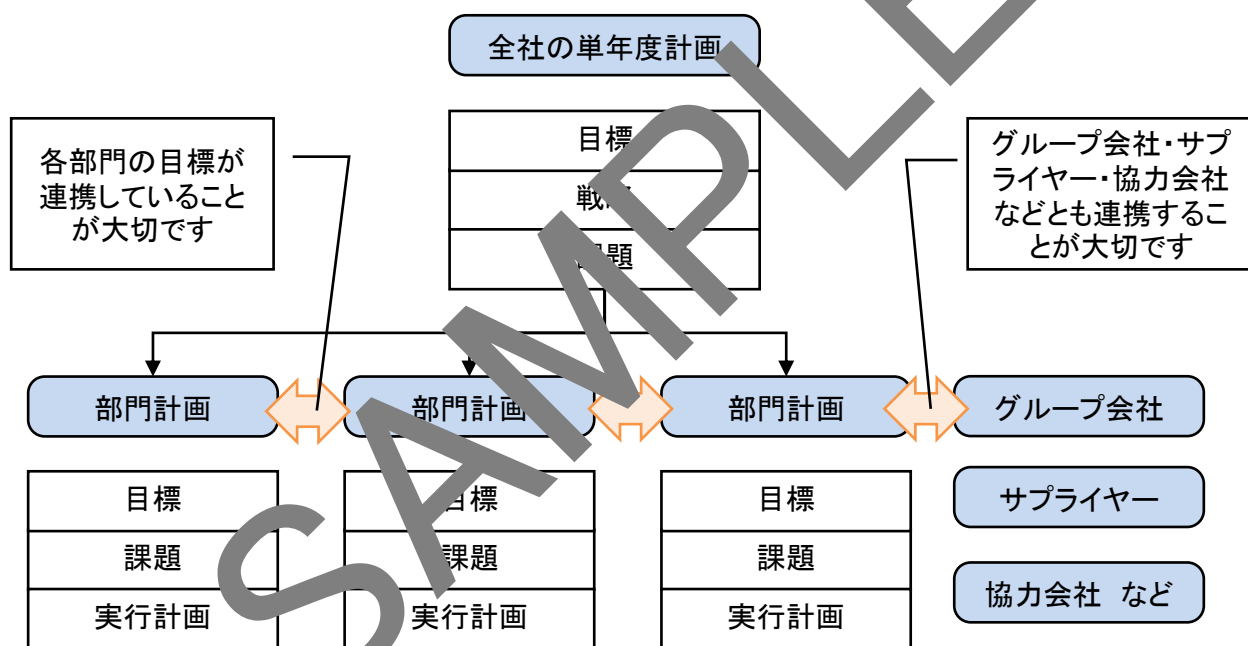 全社の単年度計画
各部門の目標が
連携していること
が大切です
目標
課題
グループ会社・サプ
ライヤー・協力会社
などとも連携するこ
とが大切です
部門計画
部門計画
部門計画
グループ会社
目標
課題
実行計画
目標
課題
実行計画
目標
課題
実行計画
サプライヤー
協力会社 など
SAMPLE